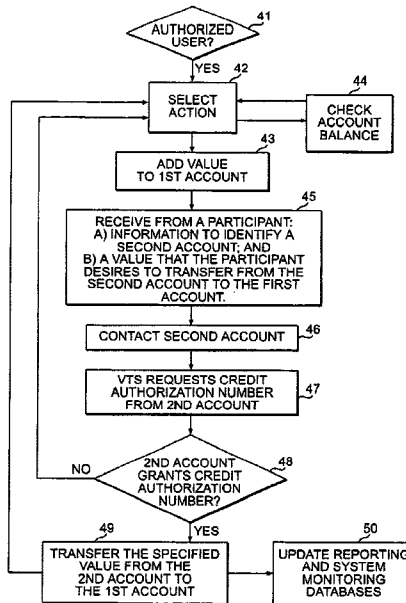 41
AUTHORIZED
USER?
YES
42
44
SELECT
ACTION
CHECK
ACCOUNT
BALANCE
43
ADD VALUE
TO 1ST ACCOUNT
45
RECEIVE FROM A PARTICIPANT:
A) INFORMATION TO IDENTIFY A
SECOND ACCOUNT; AND
B) A VALUE THAT THE PARTICIPANT
DESIRES TO TRANSFER FROM THE
SECOND ACCOUNT TO THE FIRST
ACCOUNT.
CONTACT SECOND ACCOUNT
46
VTS REQUESTS CREDIT
AUTHORIZATION NUMBER
FROM 2ND ACCOUNT
47
NO
2ND ACCOUNT
GRANTS CREDIT
AUTHORIZATION
NUMBER?
48
YES
49
TRANSFER THE SPECIFIED
VALUE FROM THE
2ND ACCOUNT TO
THE 1ST ACCOUNT
50
UPDATE REPORTING
AND SYSTEM
MONITORING
DATABASES